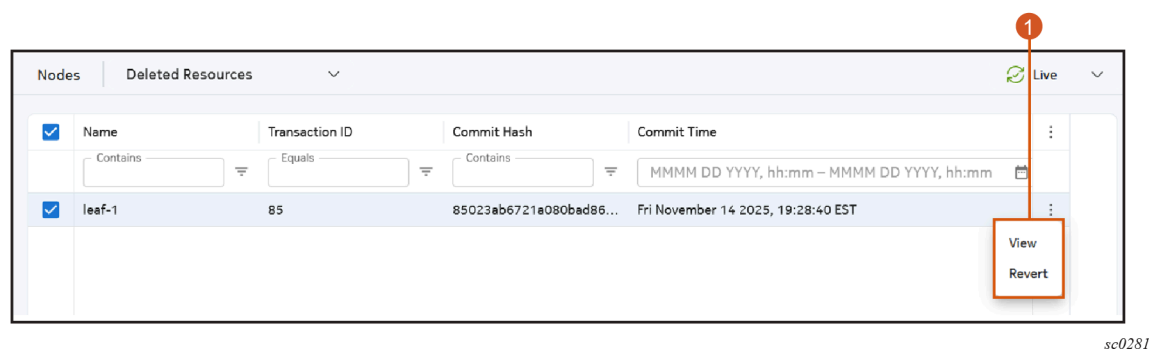 1
Nodes Deleted Resources Live
Name Transaction ID Commit Hash Commit Time
Contains Equals Contains
MMMM DD YYYY, hh:mm – MMMM DD YYYY, hh:mm
leaf-1 85 85023ab6721a080bad86... Fri November 14 2025, 19:28:40 EST
View
Revert
sc0281